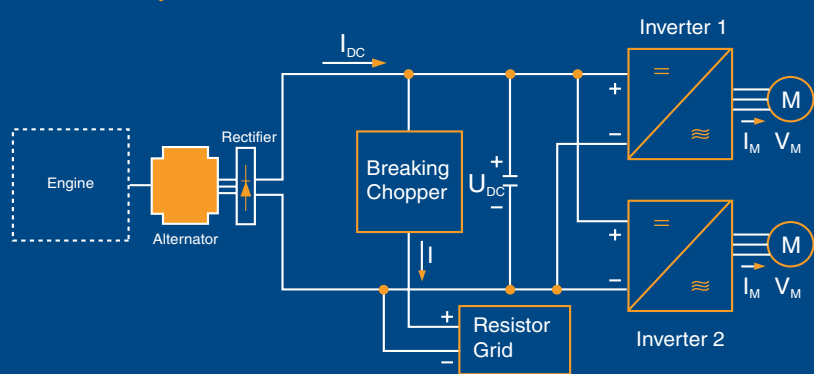 Inverter 1
I_DC
+
−
M
I_M V_M
Rectifier
Engine
Alternator
Breaking
Chopper
+
U_DC
−
I
+
−
M
I_M V_M
Inverter 2
+
−
Resistor
Grid